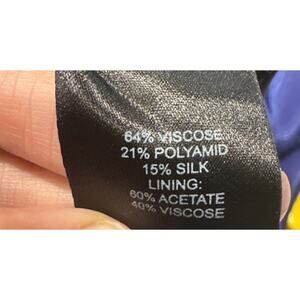 64% VISCOSE
21% POLYAMID
15% SILK
LINING:
60% ACETATE
40% VISCOSE